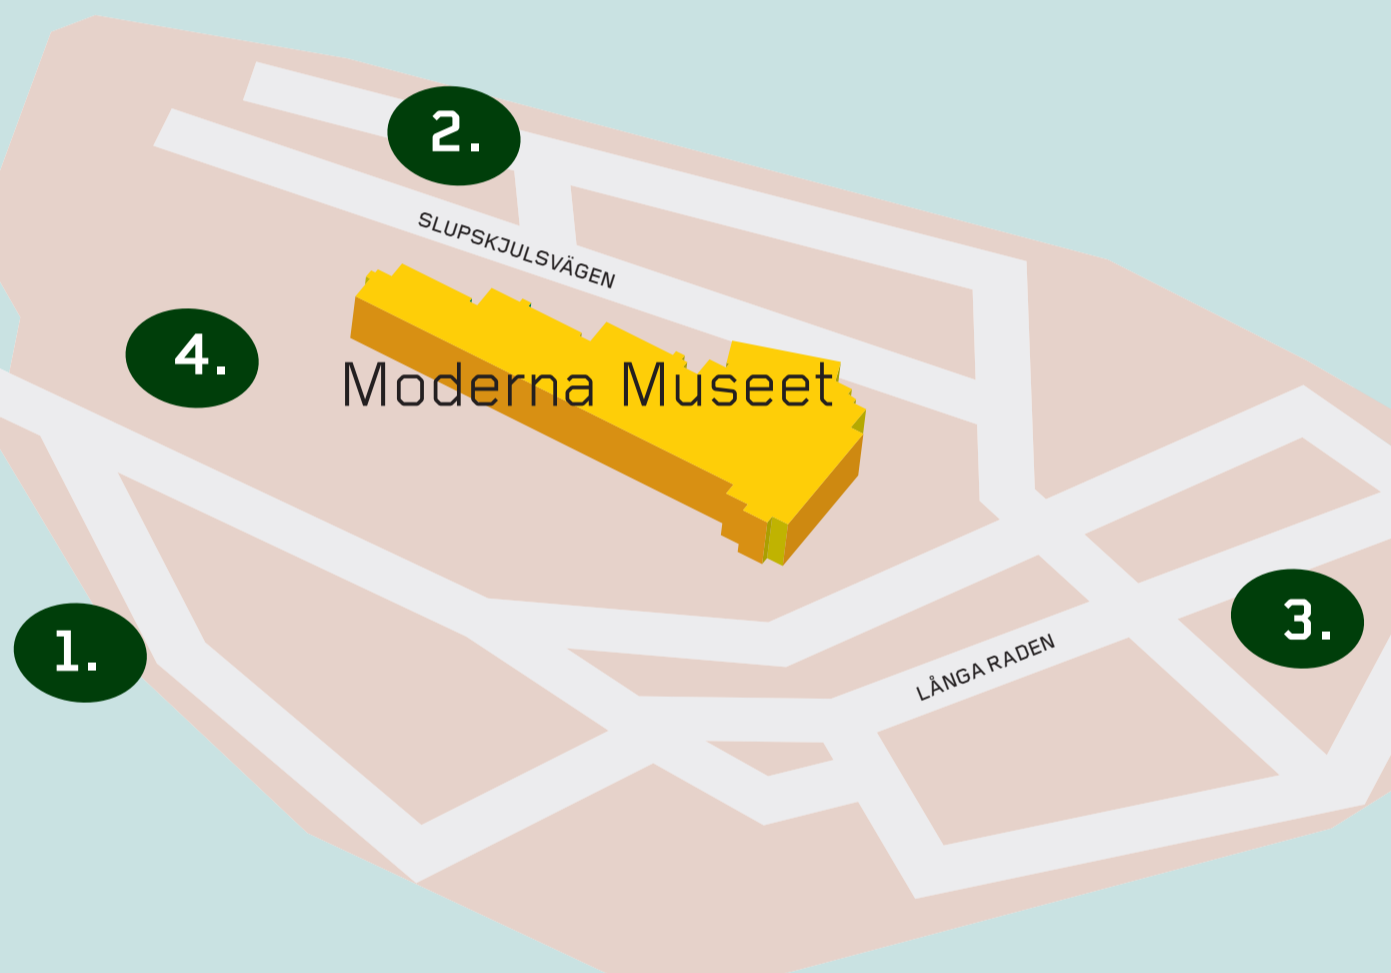 2.
SLUPSKJULSVÄGEN
4.
Moderna Museet
1.
3.
LÅNGA RADEN